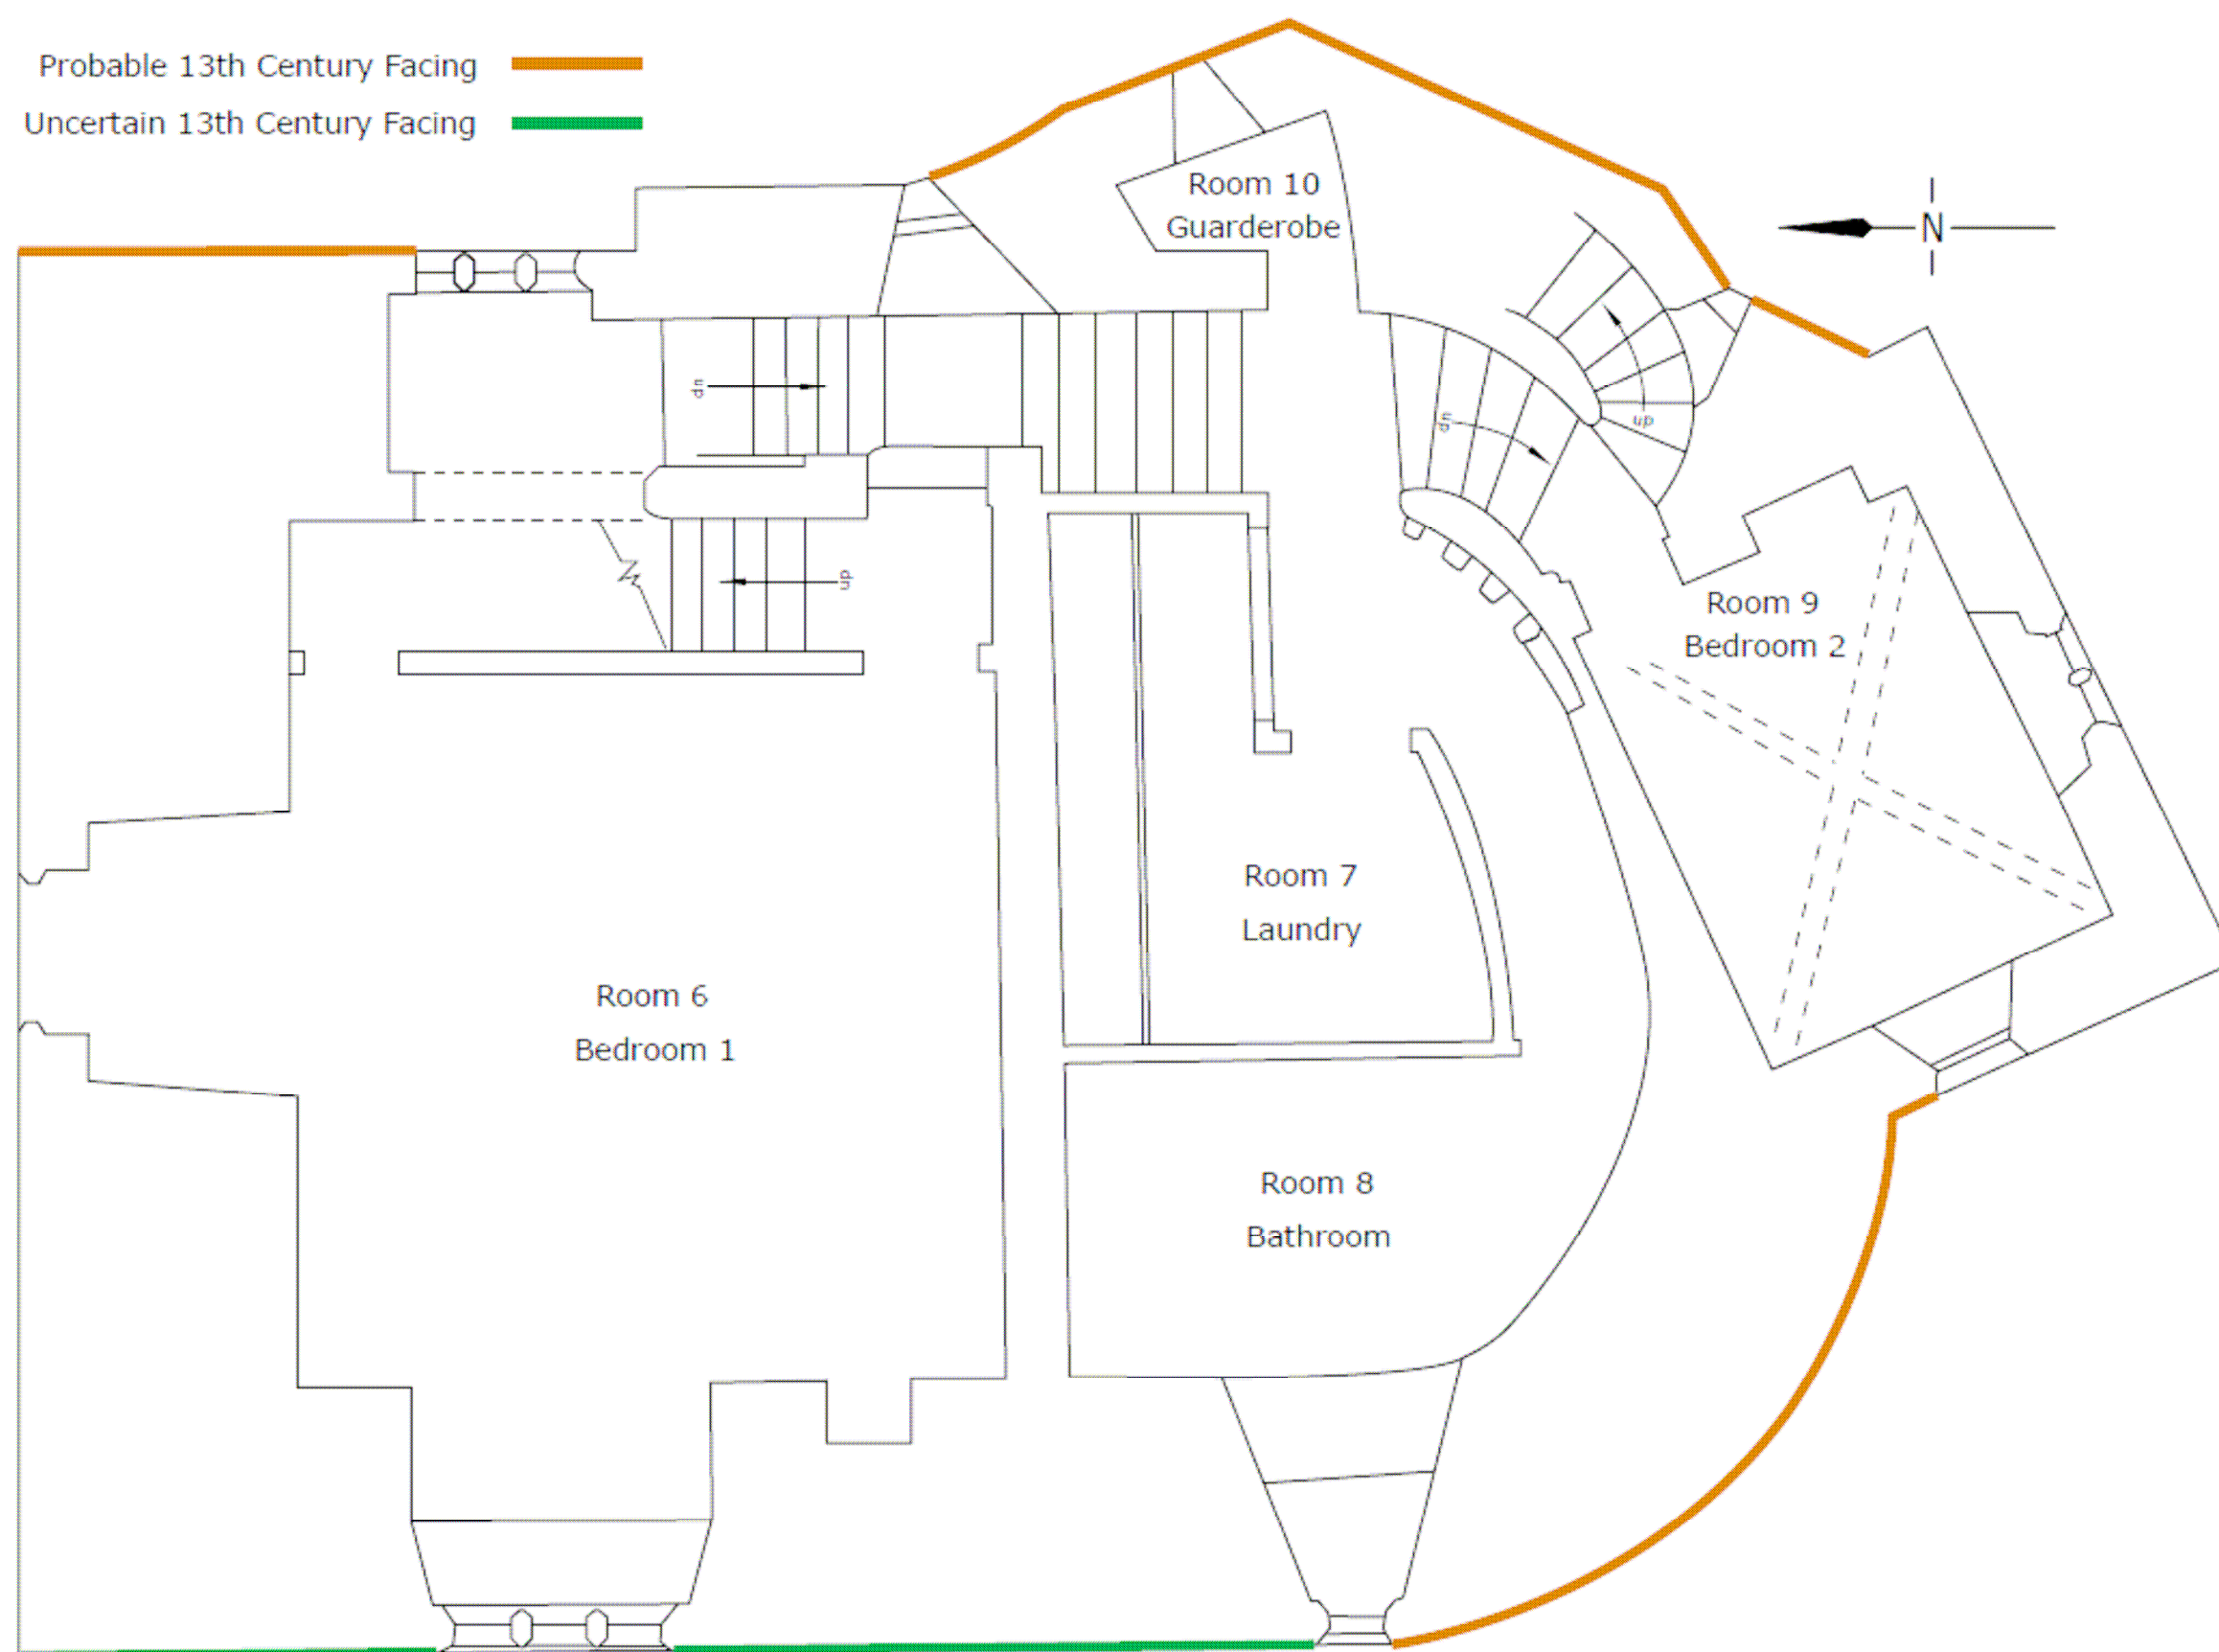 Probable 13th Century Facing
Uncertain 13th Century Facing
Room 10
Guarderobe
N
dn
dn
up
up
Room 9
Bedroom 2
Room 7
Laundry
Room 6
Bedroom 1
Room 8
Bathroom